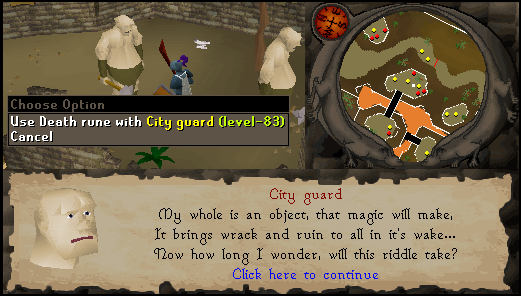 Choose Option
Use Death rune with City guard (level-83)
Cancel
City guard
My whole is an object, that magic will make,
It brings wrack and ruin to all in it's wake...
Now how long I wonder, will this riddle take?
Click here to continue